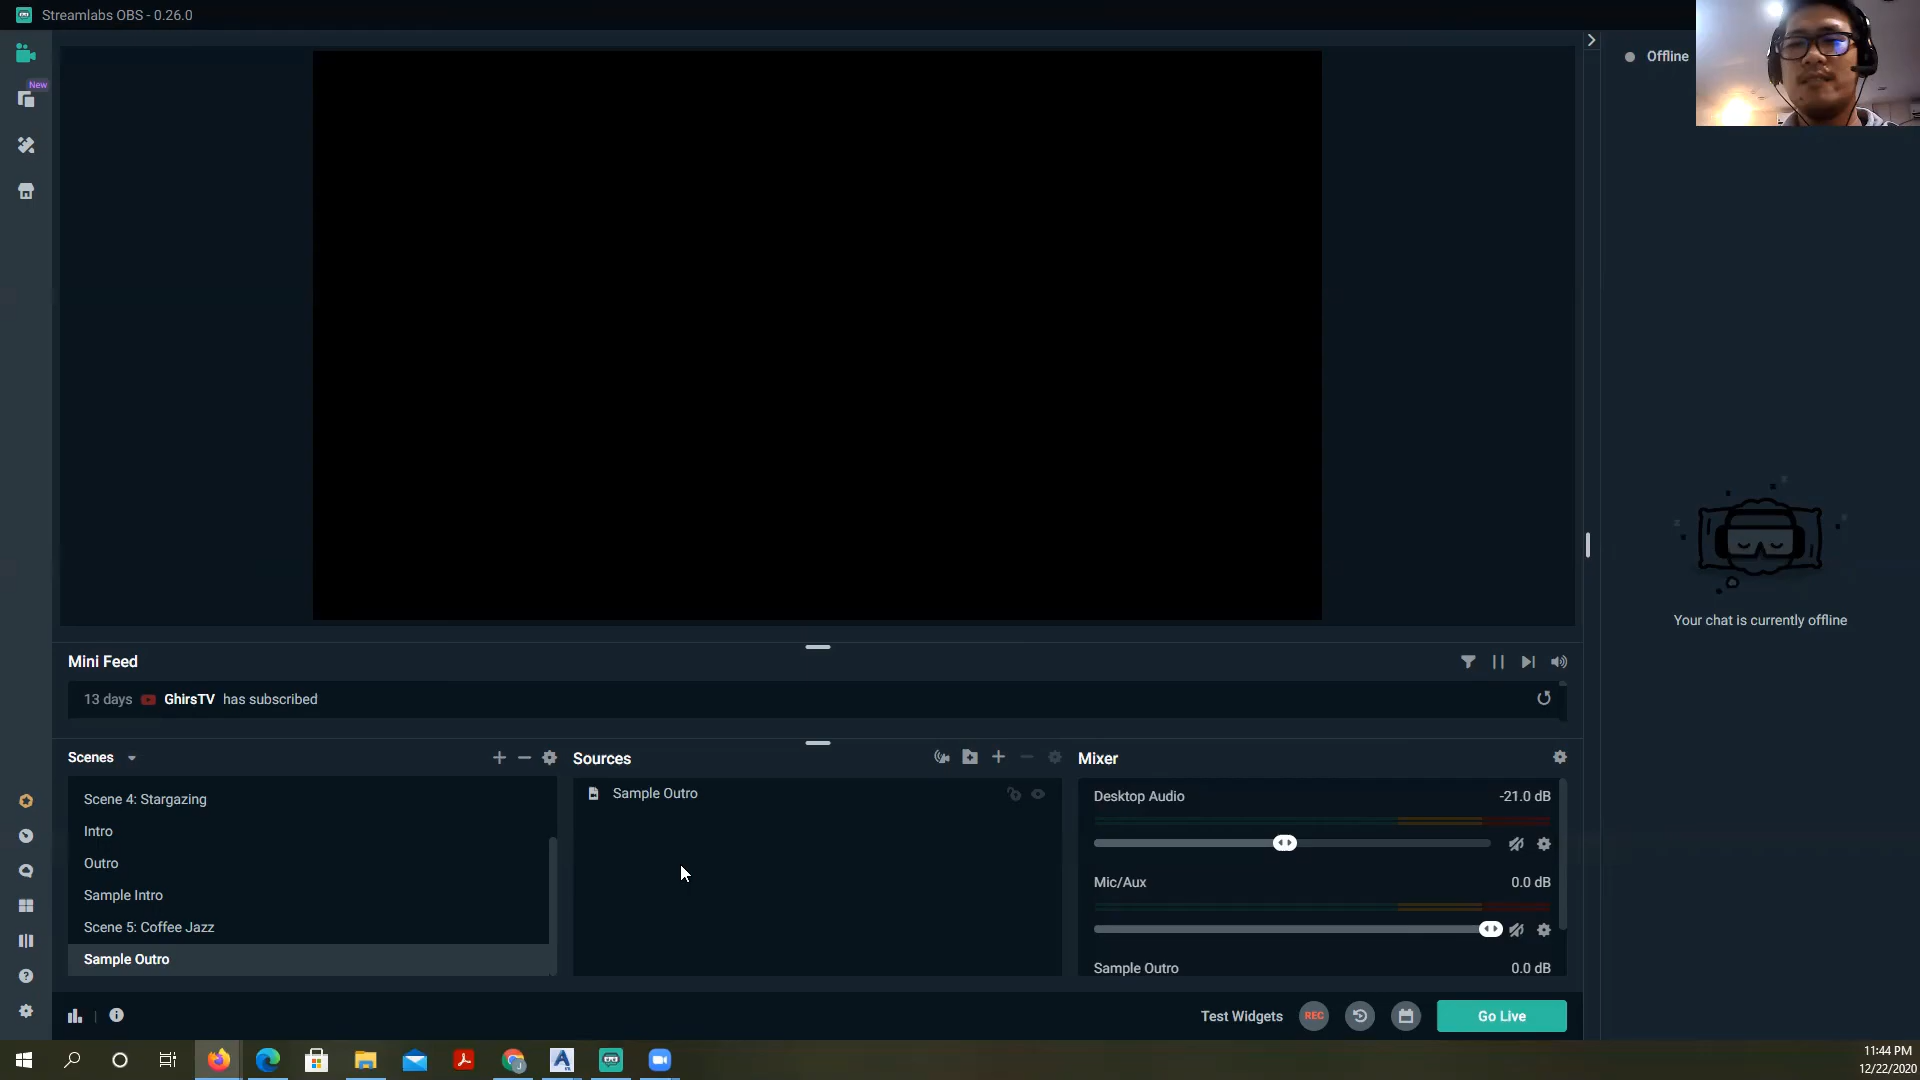 Streamlabs OBS - 0.26.0
Offline
New
Your chat is currently offline
Mini Feed
13 days GhirsTV has subscribed
Scenes
Sources
Mixer
Scene 4: Stargazing
Intro
Outro
Sample Intro
Scene 5: Coffee Jazz
Sample Outro
Sample Outro
Desktop Audio -21.0 dB
Mic/Aux 0.0 dB
Sample Outro 0.0 dB
Test Widgets REC Go Live
11:44 PM
12/22/2020